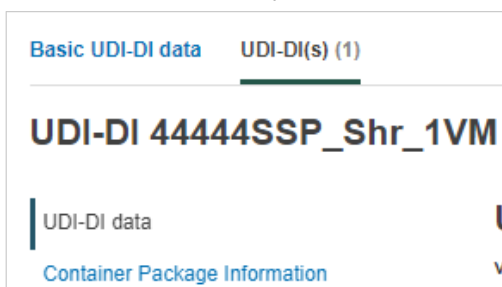 Basic UDI-DI data UDI-DI(s) (1)
UDI-DI 44444SSP_Shr_1VM
UDI-DI data
Container Package Information